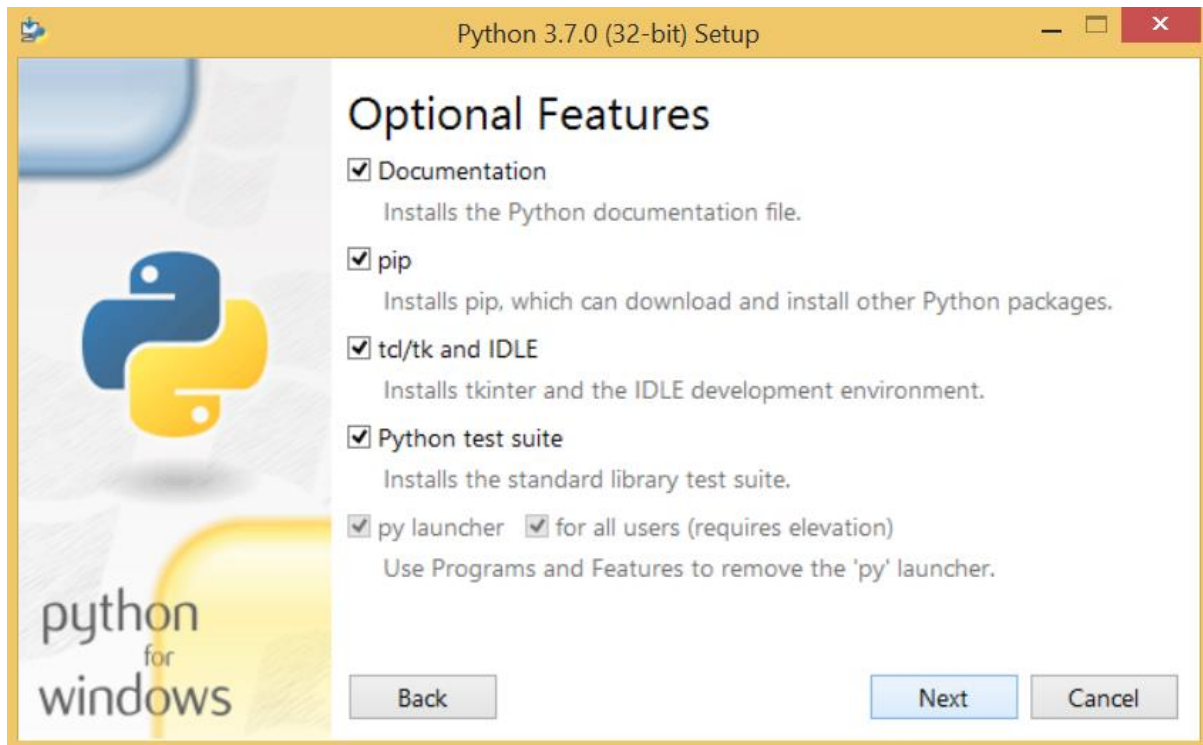 Python 3.7.0 (32-bit) Setup
Optional Features
Documentation
Installs the Python documentation file.
pip
Installs pip, which can download and install other Python packages.
tcl/tk and IDLE
Installs tkinter and the IDLE development environment.
Python test suite
Installs the standard library test suite.
py launcher for all users (requires elevation)
Use Programs and Features to remove the 'py' launcher.
python
for
windows
Back Next Cancel